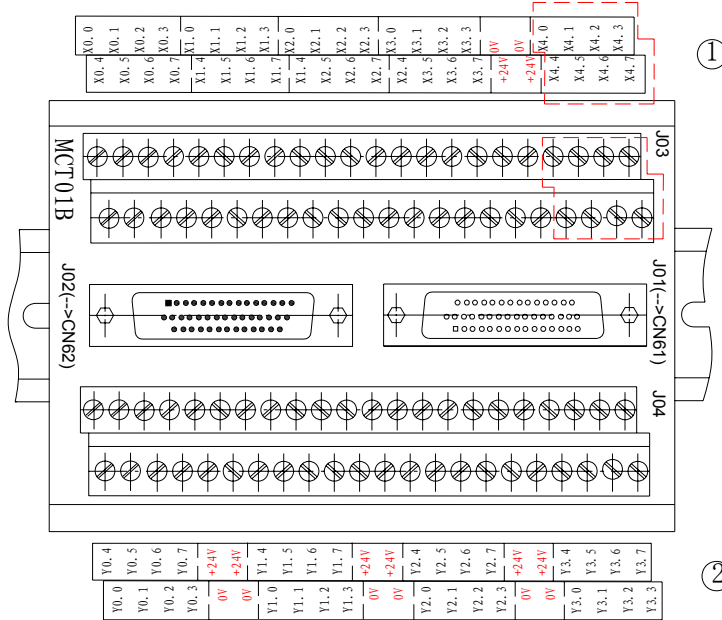 X0.0 X0.1 X0.2 X0.3 X1.0 X1.1 X1.2 X1.3 X2.0 X2.1 X2.2 X2.3 X3.0 X3.1 X3.2 X3.3 0V 0V X4.0 X4.1 X4.2 X4.3
X0.4 X0.5 X0.6 X0.7 X1.4 X1.5 X1.6 X1.7 X2.4 X2.5 X2.6 X2.7 X2.4 X3.5 X3.6 X3.7 +24V +24V X4.4 X4.5 X4.6 X4.7
①
MCT01B
J03
J02(-->CN62)
J01(-->CN61)
J04
Y0.4 Y0.5 Y0.6 Y0.7 +24V +24V Y1.4 Y1.5 Y1.6 Y1.7 +24V +24V Y2.4 Y2.5 Y2.6 Y2.7 +24V +24V Y3.4 Y3.5 Y3.6 Y3.7
Y0.0 Y0.1 Y0.2 Y0.3 0V 0V Y1.0 Y1.1 Y1.2 Y1.3 0V 0V Y2.0 Y2.1 Y2.2 Y2.3 0V 0V Y3.0 Y3.1 Y3.2 Y3.3
②